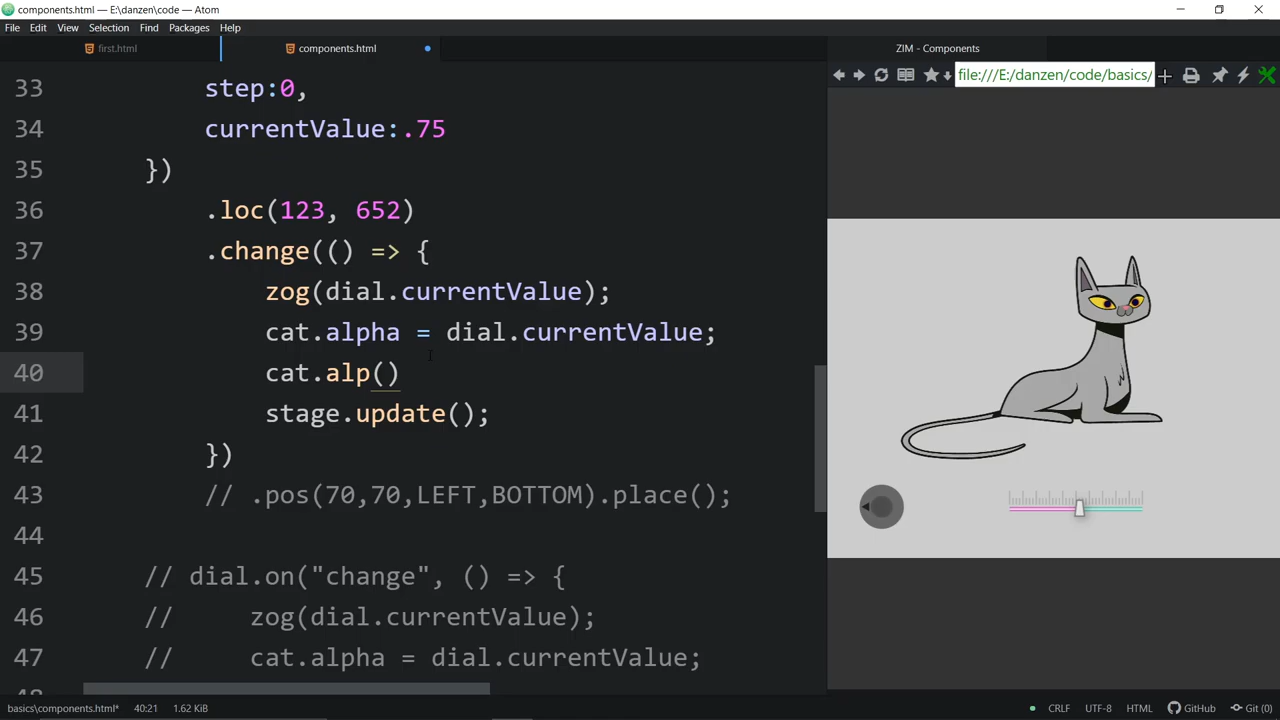 components.html — E:\danzen\code — Atom
File Edit View Selection Find Packages Help
first.html
components.html
ZIM - Components
file:///E:/danzen/code/basics/
33 step:0,
34 currentValue:.75
35 })
36 .loc(123, 652)
37 .change(() => {
38 zog(dial.currentValue);
39 cat.alpha = dial.currentValue;
40 cat.alp()
41 stage.update();
42 })
43 // .pos(70,70,LEFT,BOTTOM).place();
44
45 // dial.on("change", () => {
46 // zog(dial.currentValue);
47 // cat.alpha = dial.currentValue;
basics\components.html* 40:21 1.62 KiB CRLF UTF-8 HTML GitHub Git (0)